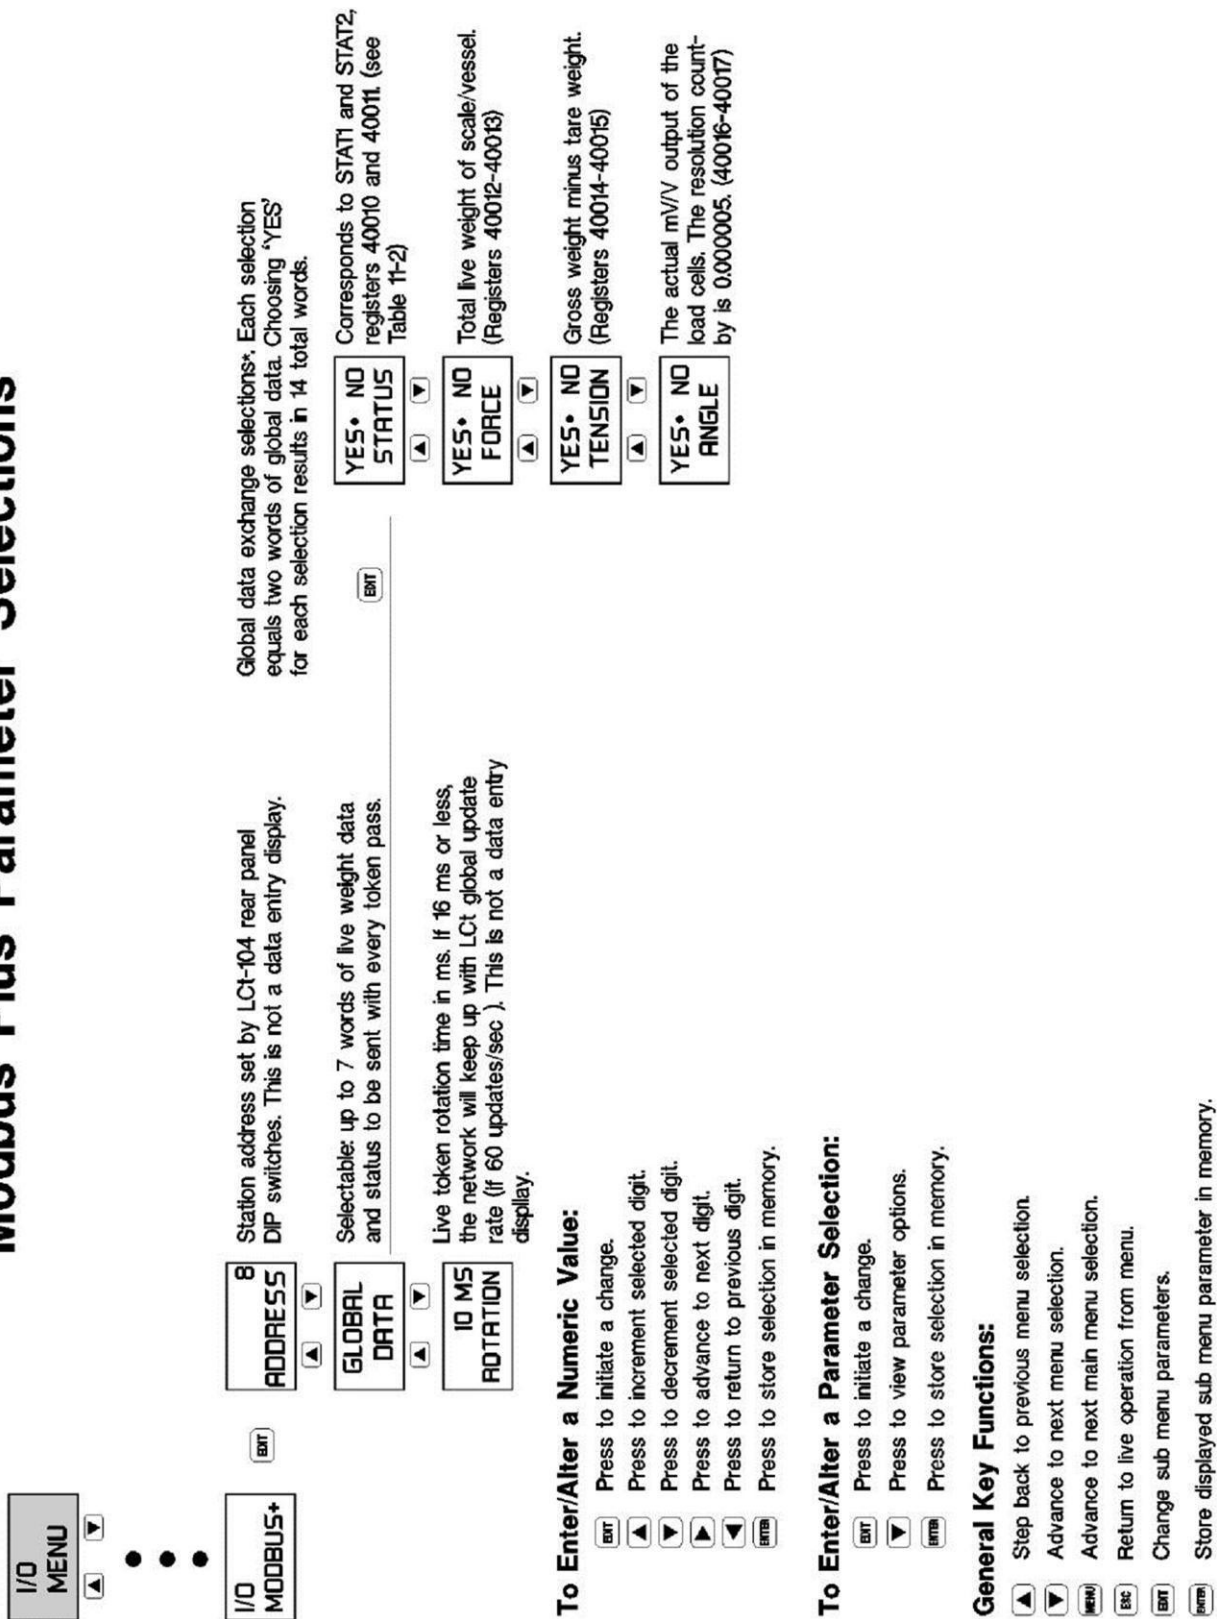 Modbus Plus Parameter Selections
I/O
MENU
I/O
MODBUS+
EDIT
8
ADDRESS
Station address set by LCt-104 rear panel
DIP switches. This is not a data entry display.
GLOBAL
DATA
Selectable: up to 7 words of live weight data
and status to be sent with every token pass.
10 MS
ROTATION
Live token rotation time in ms. If 16 ms or less,
the network will keep up with LCt global update
rate (if 60 updates/sec ). This is not a data entry
displlay.
Global data exchange selections*. Each selection
equals two words of global data. Choosing ‘YES’
for each selection results in 14 total words.
EDIT
YES• NO
STATUS
Corresponds to STAT1 and STAT2,
registers 40010 and 40011. (see
Table 11-2)
YES• NO
FORCE
Total live weight of scale/vessel.
(Registers 40012-40013)
YES• NO
TENSION
Gross weight minus tare weight.
(Registers 40014-40015)
YES• NO
ANGLE
The actual mV/V output of the
load cells. The resolution count-
by is 0.000005. (40016-40017)
To Enter/Alter a Numeric Value:
EDIT Press to initiate a change.
Press to increment selected digit.
Press to decrement selected digit.
Press to advance to next digit.
Press to return to previous digit.
ENTER Press to store selection in memory.
To Enter/Alter a Parameter Selection:
EDIT Press to initiate a change.
Press to view parameter options.
ENTER Press to store selection in memory.
General Key Functions:
Step back to previous menu selection.
Advance to next menu selection.
MENU Advance to next main menu selection.
ESC Return to live operation from menu.
EDIT Change sub menu parameters.
ENTER Store displayed sub menu parameter in memory.